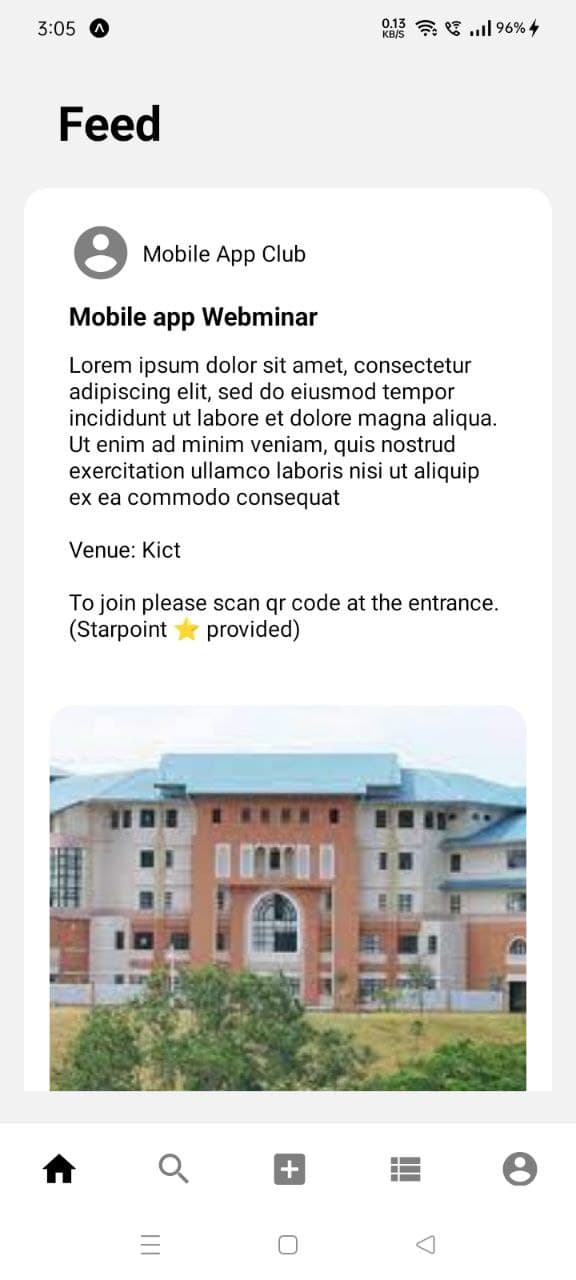 3:05
0.13
KB/S
96%
Feed
Mobile App Club
Mobile app Webminar
Lorem ipsum dolor sit amet, consectetur
adipiscing elit, sed do eiusmod tempor
incididunt ut labore et dolore magna aliqua.
Ut enim ad minim veniam, quis nostrud
exercitation ullamco laboris nisi ut aliquip
ex ea commodo consequat
Venue: Kict
To join please scan qr code at the entrance.
(Starpoint ⭐ provided)